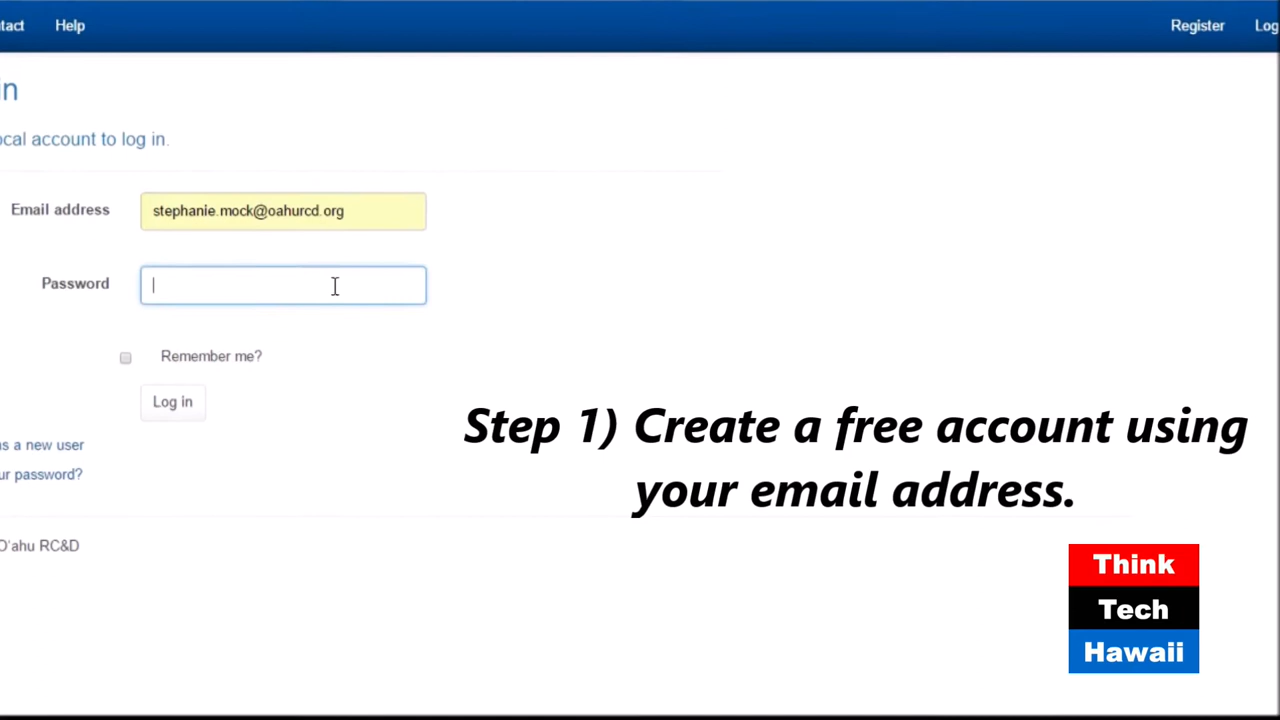 tact Help Register Log
in
ocal account to log in.
Email address stephanie.mock@oahurcd.org
Password
Remember me?
Log in
as a new user
ur password?
Step 1) Create a free account using
your email address.
O'ahu RC&D
Think
Tech
Hawaii